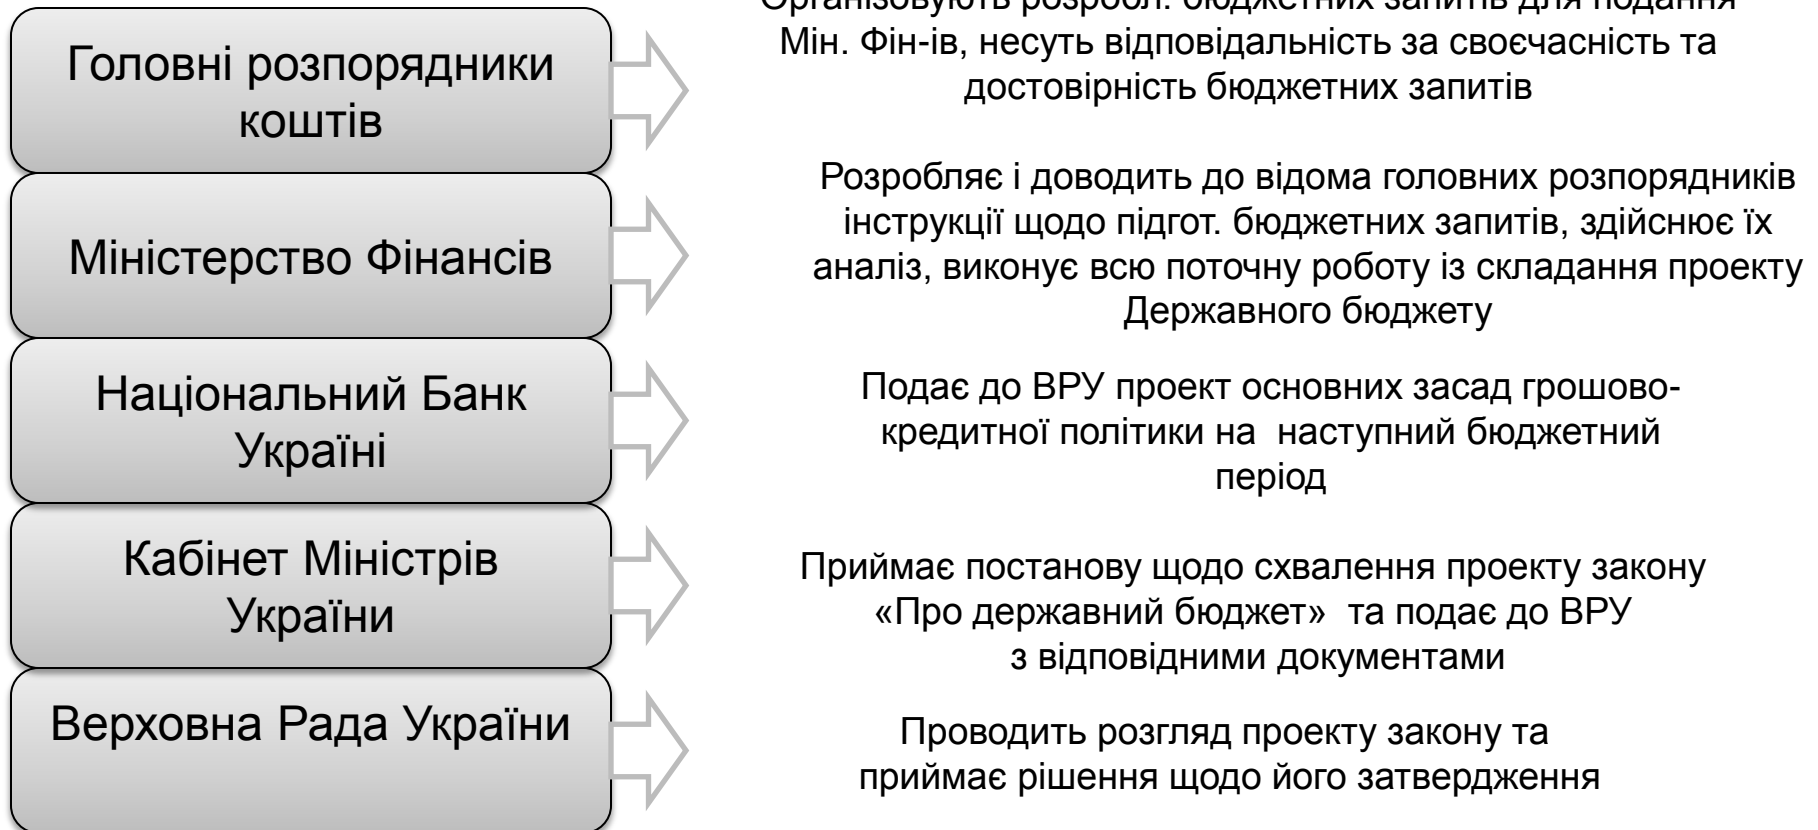 Організовують розробл. бюджетних запитів для подання
Головні розпорядники
коштів
Мін. Фін-ів, несуть відповідальність за своєчасність та
достовірність бюджетних запитів
Міністерство Фінансів
Розробляє і доводить до відома головних розпорядників
інструкції щодо підгот. бюджетних запитів, здійснює їх
аналіз, виконує всю поточну роботу із складання проекту
Державного бюджету
Національний Банк
Україні
Подає до ВРУ проект основних засад грошово-
кредитної політики на наступний бюджетний
період
Кабінет Міністрів
України
Приймає постанову щодо схвалення проекту закону
«Про державний бюджет» та подає до ВРУ
з відповідними документами
Верховна Рада України
Проводить розгляд проекту закону та
приймає рішення щодо його затвердження